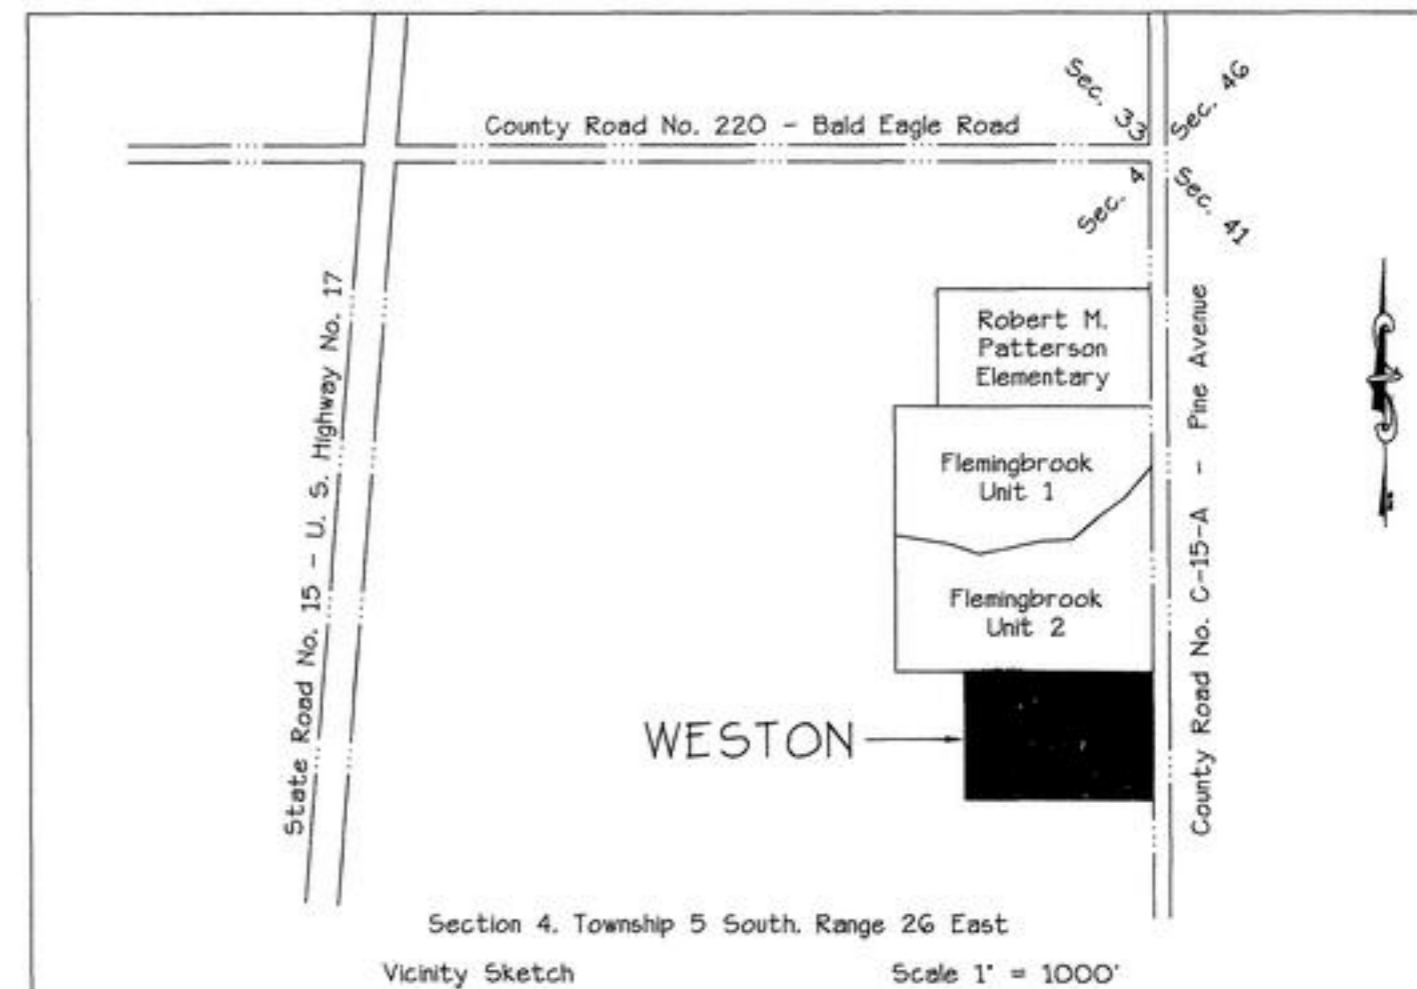 County Road No. 220 - Bald Eagle Road
Sec. 33
Sec. 46
Sec. 4
Sec. 41
State Road No. 15 - U. S. Highway No. 17
Robert M.
Patterson
Elementary
Flemingbrook
Unit 1
Flemingbrook
Unit 2
WESTON
County Road No. C-15-A - Pine Avenue
Section 4. Township 5 South. Range 26 East
Vicinity Sketch
Scale 1" = 1000'